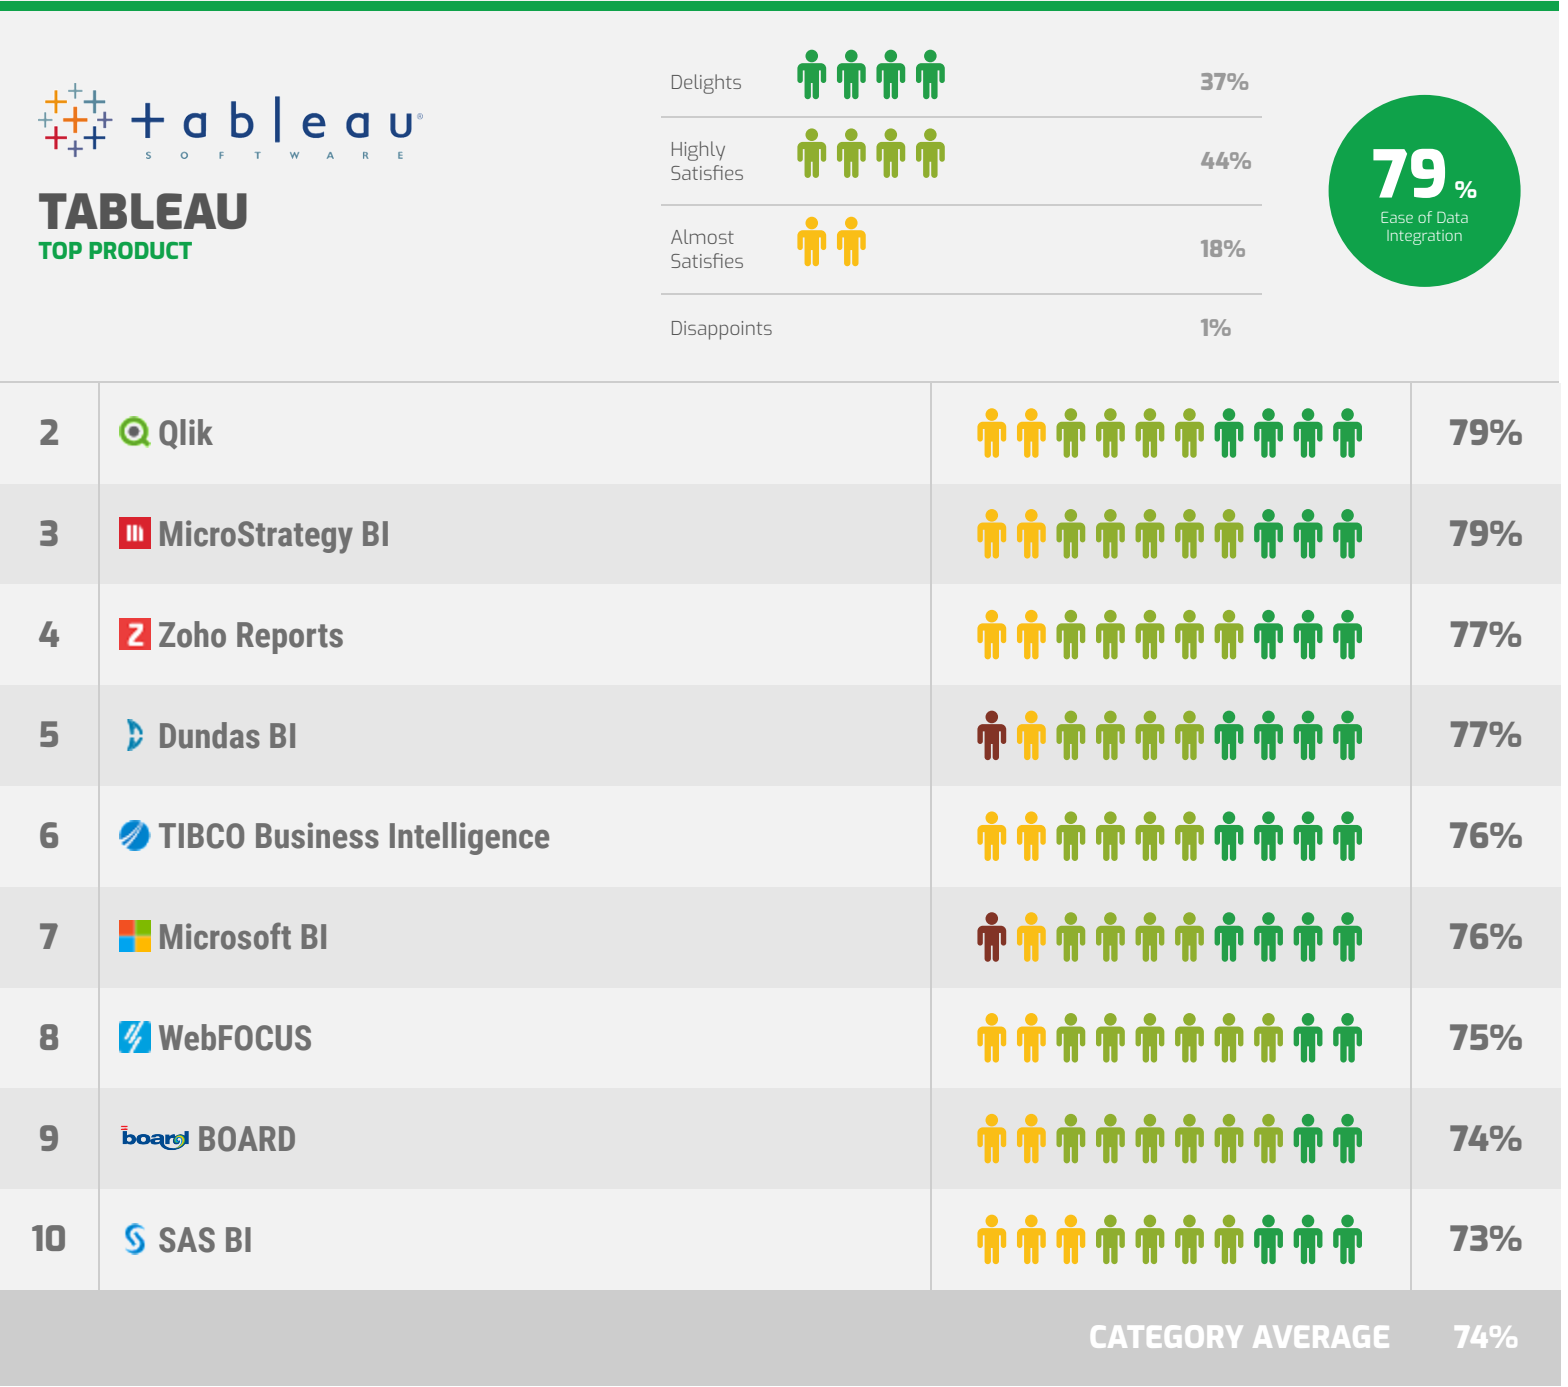 tableau®
SOFTWARE
TABLEAU
TOP PRODUCT
Delights 37%
Highly
Satisfies 44%
Almost
Satisfies 18%
Disappoints 1%
79 %
Ease of Data
Integration
2 Qlik 79%
3 MicroStrategy BI 79%
4 Zoho Reports 77%
5 Dundas BI 77%
6 TIBCO Business Intelligence 76%
7 Microsoft BI 76%
8 WebFOCUS 75%
9 board BOARD 74%
10 SAS BI 73%
CATEGORY AVERAGE 74%